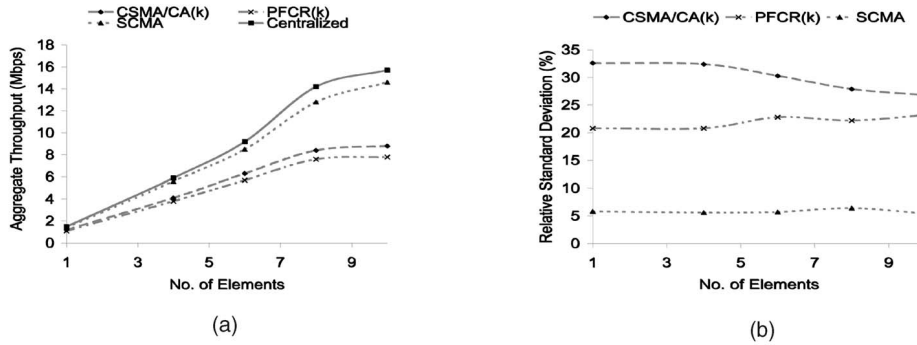 CSMA/CA(k) PFCR(k)
SCMA Centralized
Aggregate Throughput (Mbps)
18
16
14
12
10
8
6
4
2
0
1 3 5 7 9
No. of Elements
(a)
CSMA/CA(k) PFCR(k) SCMA
Relative Standard Deviation (%)
35
30
25
20
15
10
5
0
1 3 5 7 9
No. of Elements
(b)